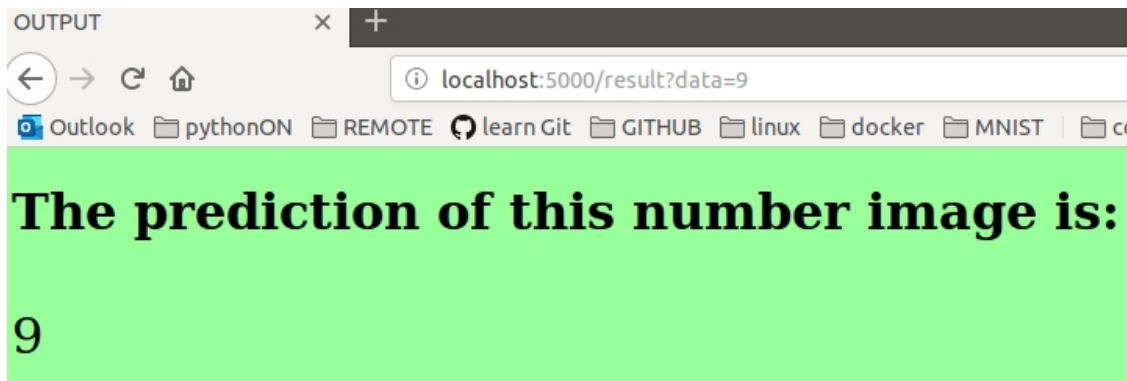 OUTPUT
localhost:5000/result?data=9
Outlook pythonON REMOTE learn Git GITHUB linux docker MNIST
The prediction of this number image is:
9